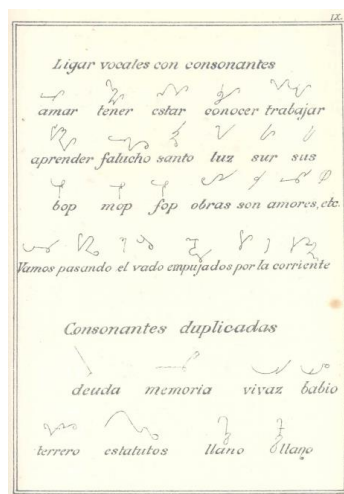 IX.
Ligar vocales con consonantes
amar tener estar conocer trabajar
aprender falucho santo luz sur sus
bop mop fop obras son amores, etc.
Vamos pasando el vado empujados por la corriente
Consonantes duplicadas
deuda memoria vivaz babio
terrero estatutos llano ollano